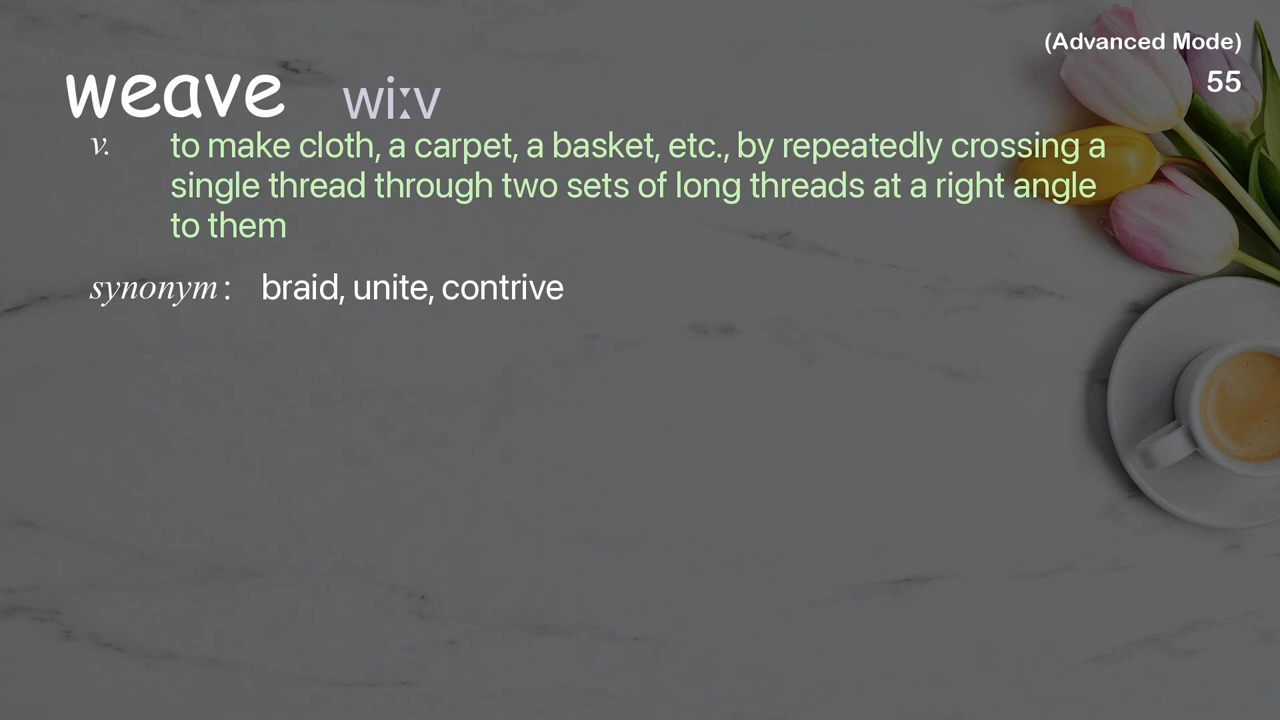 (Advanced Mode)
55
weave wiːv
v. to make cloth, a carpet, a basket, etc., by repeatedly crossing a
single thread through two sets of long threads at a right angle
to them
synonym: braid, unite, contrive